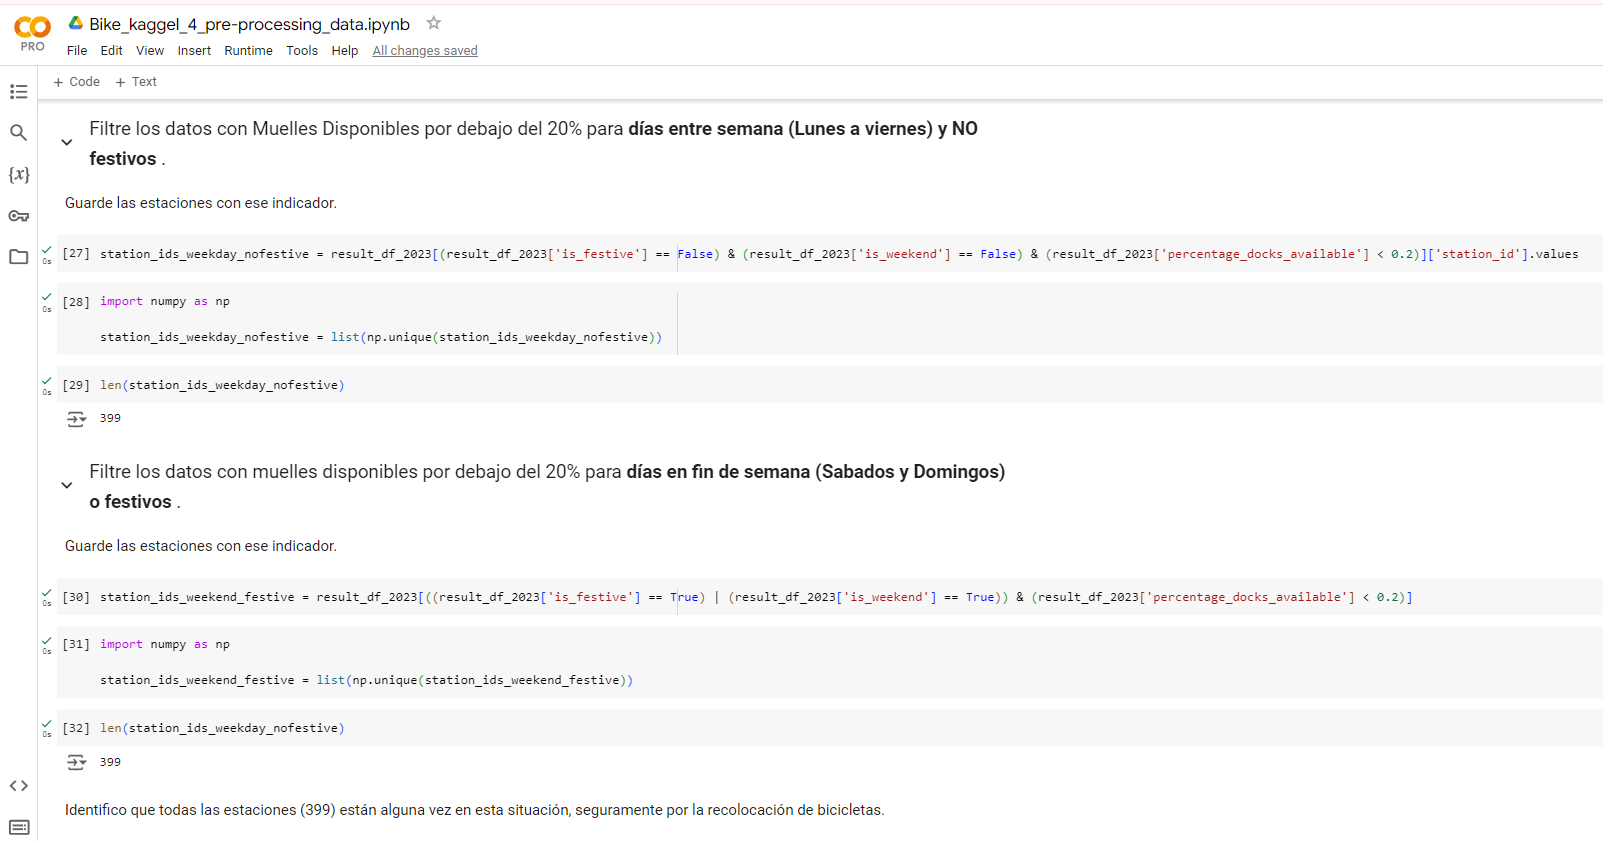 CO
PRO
Bike_kaggel_4_pre-processing_data.ipynb
File Edit View Insert Runtime Tools Help All changes saved
+ Code + Text
Filtre los datos con Muelles Disponibles por debajo del 20% para días entre semana (Lunes a viernes) y NO
festivos .
Guarde las estaciones con ese indicador.
0s [27] station_ids_weekday_nofestive = result_df_2023[(result_df_2023['is_festive'] == False) & (result_df_2023['is_weekend'] == False) & (result_df_2023['percentage_docks_available'] < 0.2)]['station_id'].values
0s [28] import numpy as np
station_ids_weekday_nofestive = list(np.unique(station_ids_weekday_nofestive))
0s [29] len(station_ids_weekday_nofestive)
399
Filtre los datos con muelles disponibles por debajo del 20% para días en fin de semana (Sabados y Domingos)
o festivos .
Guarde las estaciones con ese indicador.
0s [30] station_ids_weekend_festive = result_df_2023[((result_df_2023['is_festive'] == True) | (result_df_2023['is_weekend'] == True)) & (result_df_2023['percentage_docks_available'] < 0.2)]
0s [31] import numpy as np
station_ids_weekend_festive = list(np.unique(station_ids_weekend_festive))
0s [32] len(station_ids_weekday_nofestive)
399
Identifico que todas las estaciones (399) están alguna vez en esta situación, seguramente por la recolocación de bicicletas.
{x}